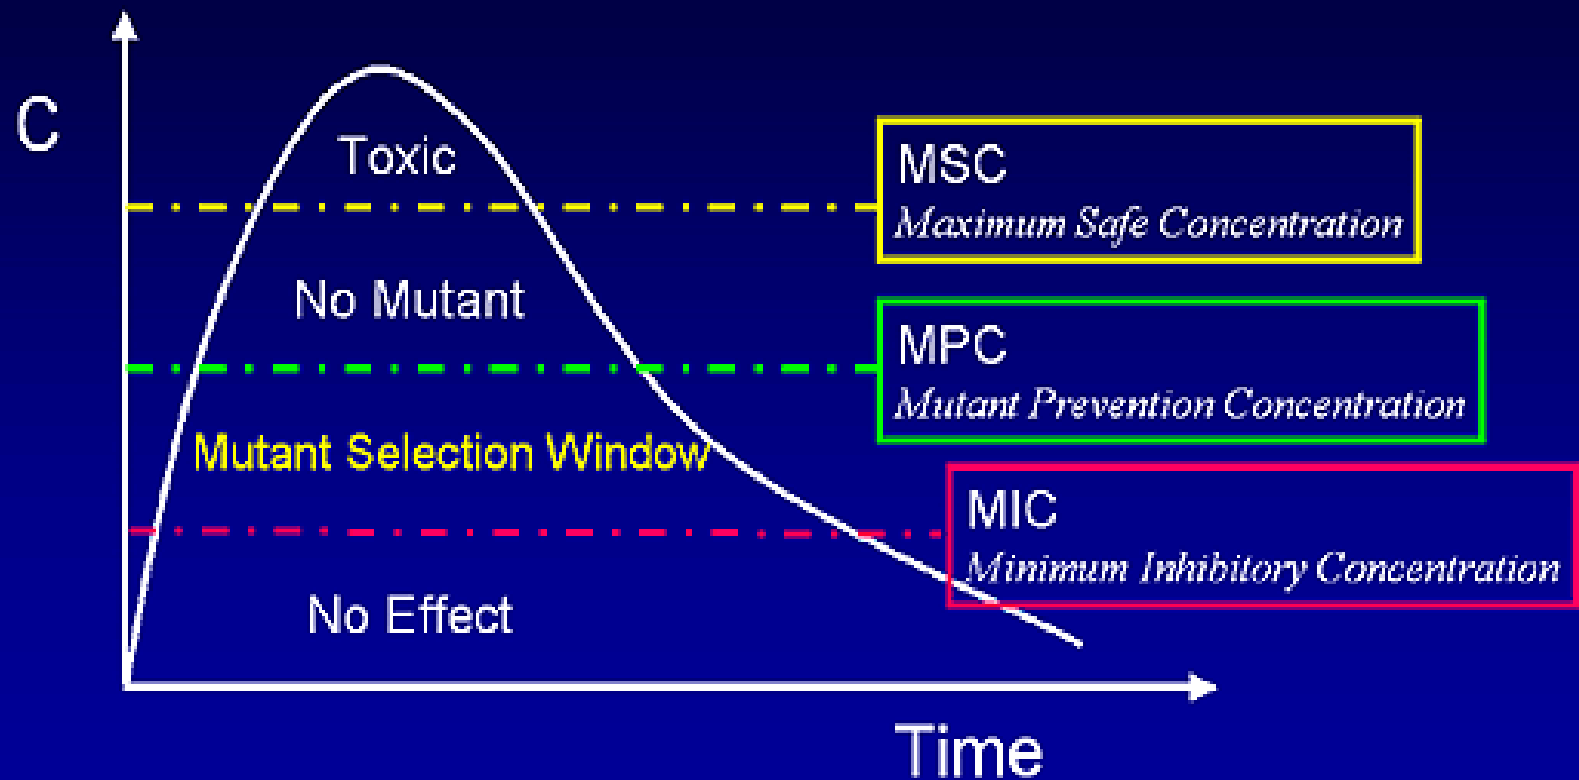 C
Toxic
MSC
Maximum Safe Concentration
No Mutant
MPC
Mutant Prevention Concentration
Mutant Selection Window
MIC
Minimum Inhibitory Concentration
No Effect
Time